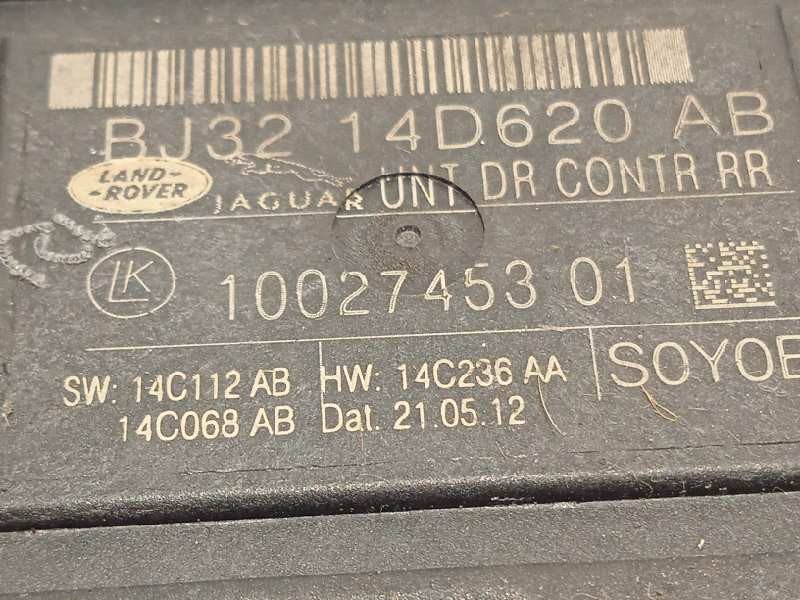 BJ32 14D620 AB
LAND-
-ROVER
JAGUAR
UNT DR CONTR RR
LK
10027453 01
SW: 14C112 AB
14C068 AB
HW: 14C236 AA
Dat. 21.05.12